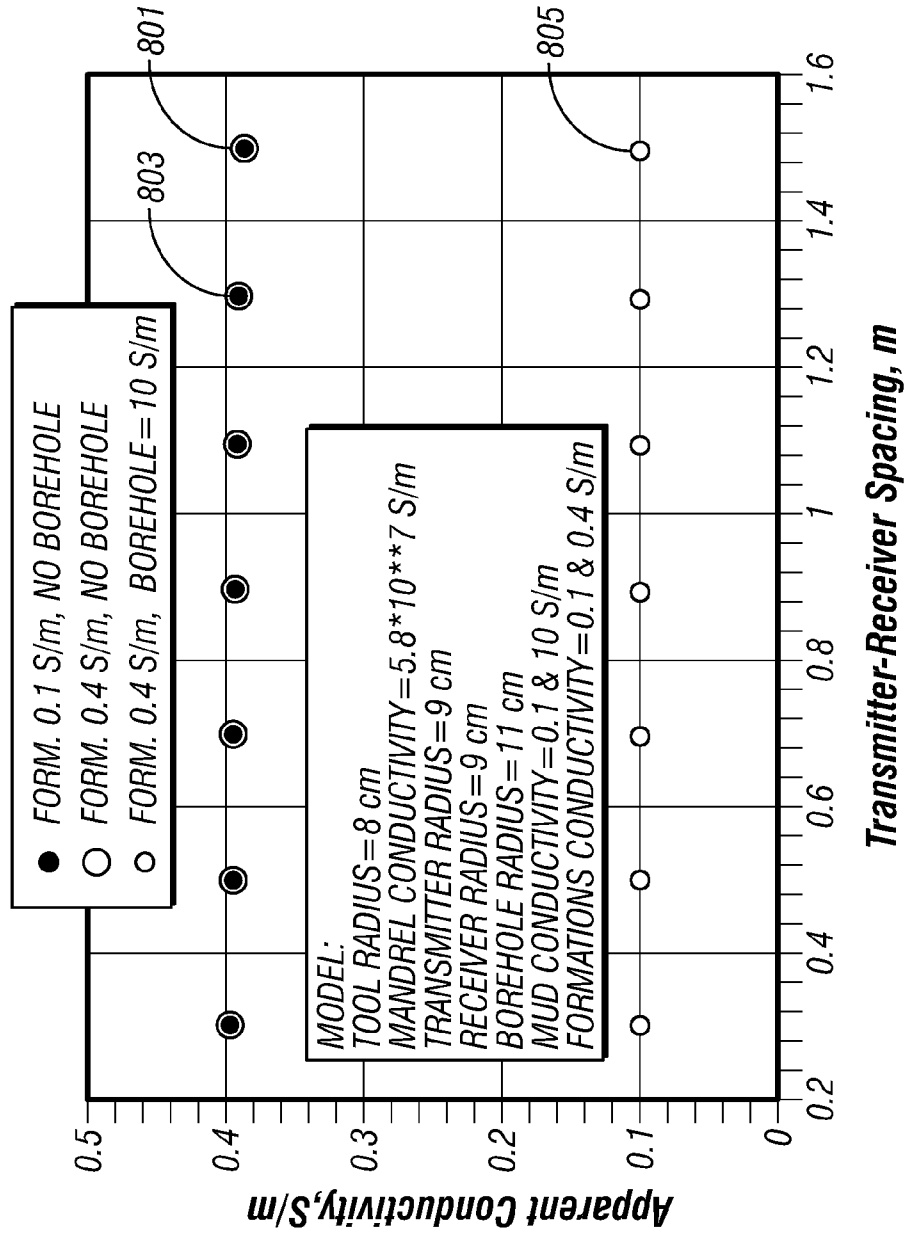 FORM. 0.1 S/m, NO BOREHOLE
FORM. 0.4 S/m, NO BOREHOLE
FORM. 0.4 S/m, BOREHOLE=10 S/m
801
803
805
MODEL:
TOOL RADIUS=8 cm
MANDREL CONDUCTIVITY=5.8*10**7 S/m
TRANSMITTER RADIUS=9 cm
RECEIVER RADIUS=9 cm
BOREHOLE RADIUS=11 cm
MUD CONDUCTIVITY=0.1 & 10 S/m
FORMATIONS CONDUCTIVITY=0.1 & 0.4 S/m
Apparent Conductivity,S/m
0.5
0.4
0.3
0.2
0.1
0
0.2
0.4
0.6
0.8
1
1.2
1.4
1.6
Transmitter-Receiver Spacing, m